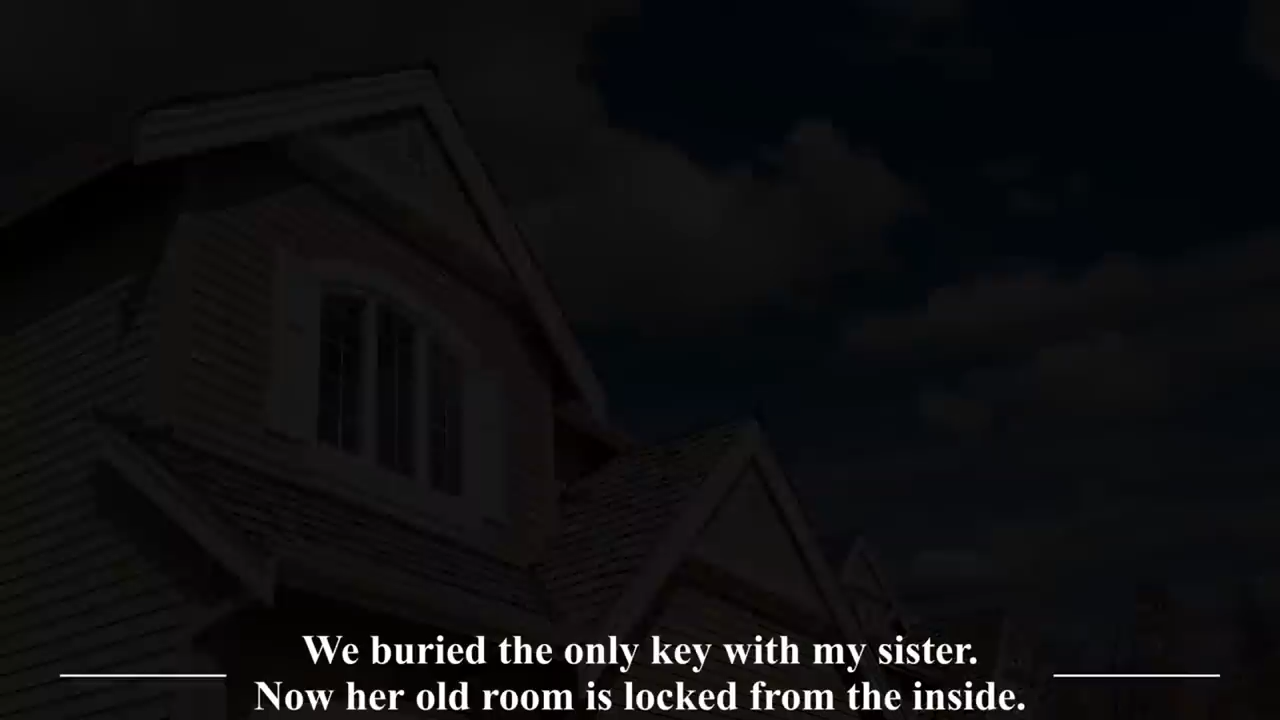 We buried the only key with my sister.
Now her old room is locked from the inside.